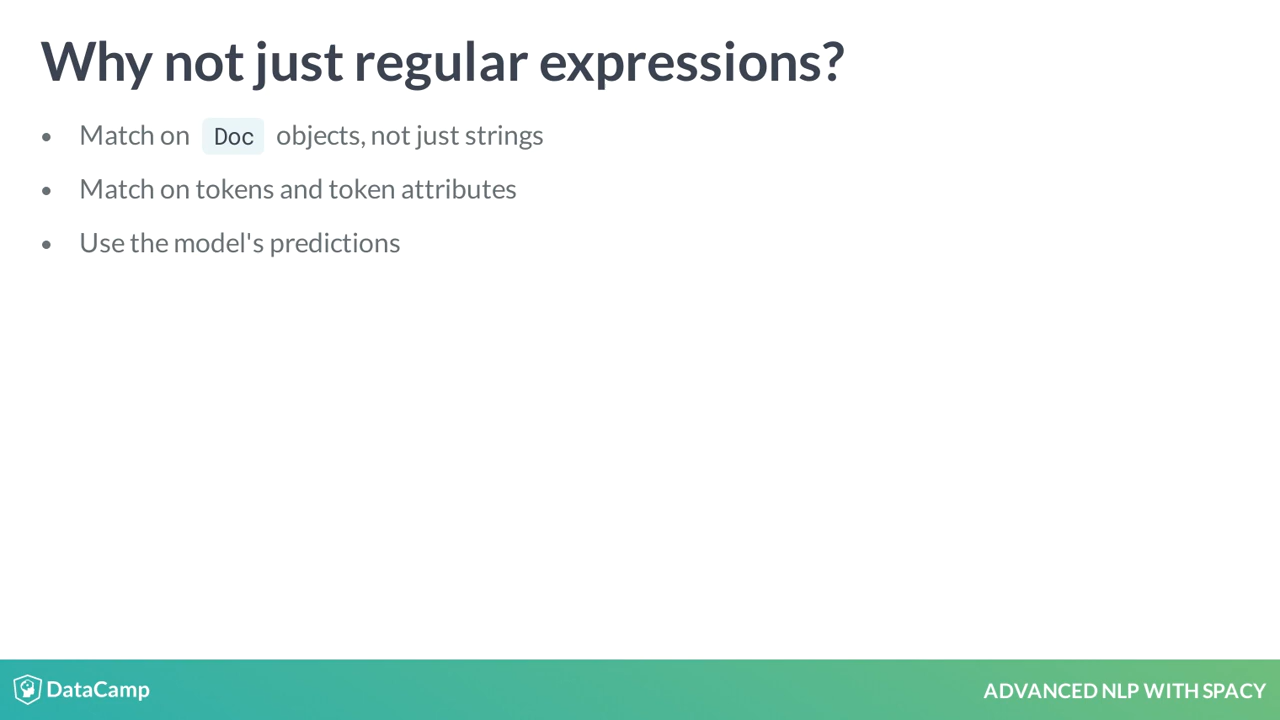 Why not just regular expressions?
• Match on Doc objects, not just strings
• Match on tokens and token attributes
• Use the model's predictions
DataCamp
ADVANCED NLP WITH SPACY